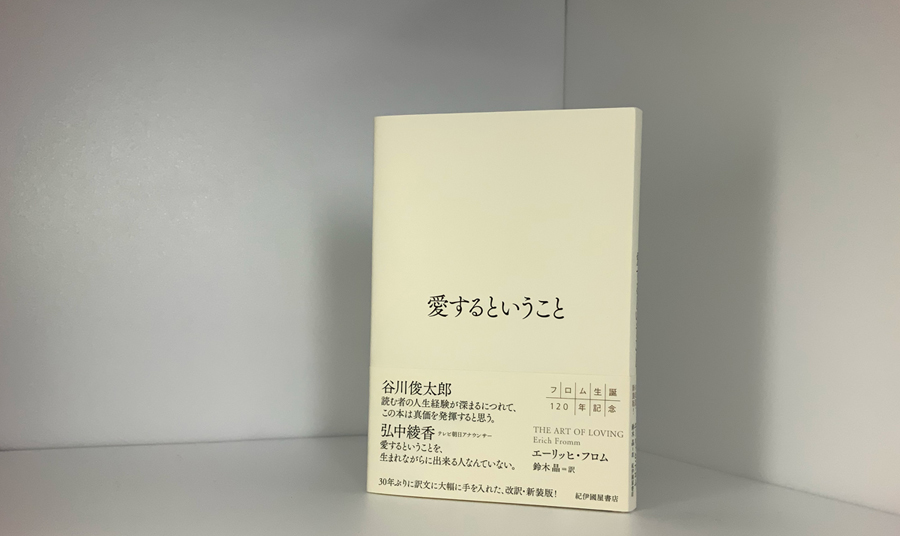 愛するということ
谷川俊太郎
読む者の人生経験が深まるにつれて、
この本は真価を発揮すると思う。
弘中綾香 テレビ朝日アナウンサー
愛するということを、
生まれながらに出来る人なんていない。
30年ぶりに訳文に大幅に手を入れた、改訳・新装版!
フロム生誕
120年記念
THE ART OF LOVING
Erich Fromm
エーリッヒ・フロム
鈴木 晶=訳
紀伊國屋書店